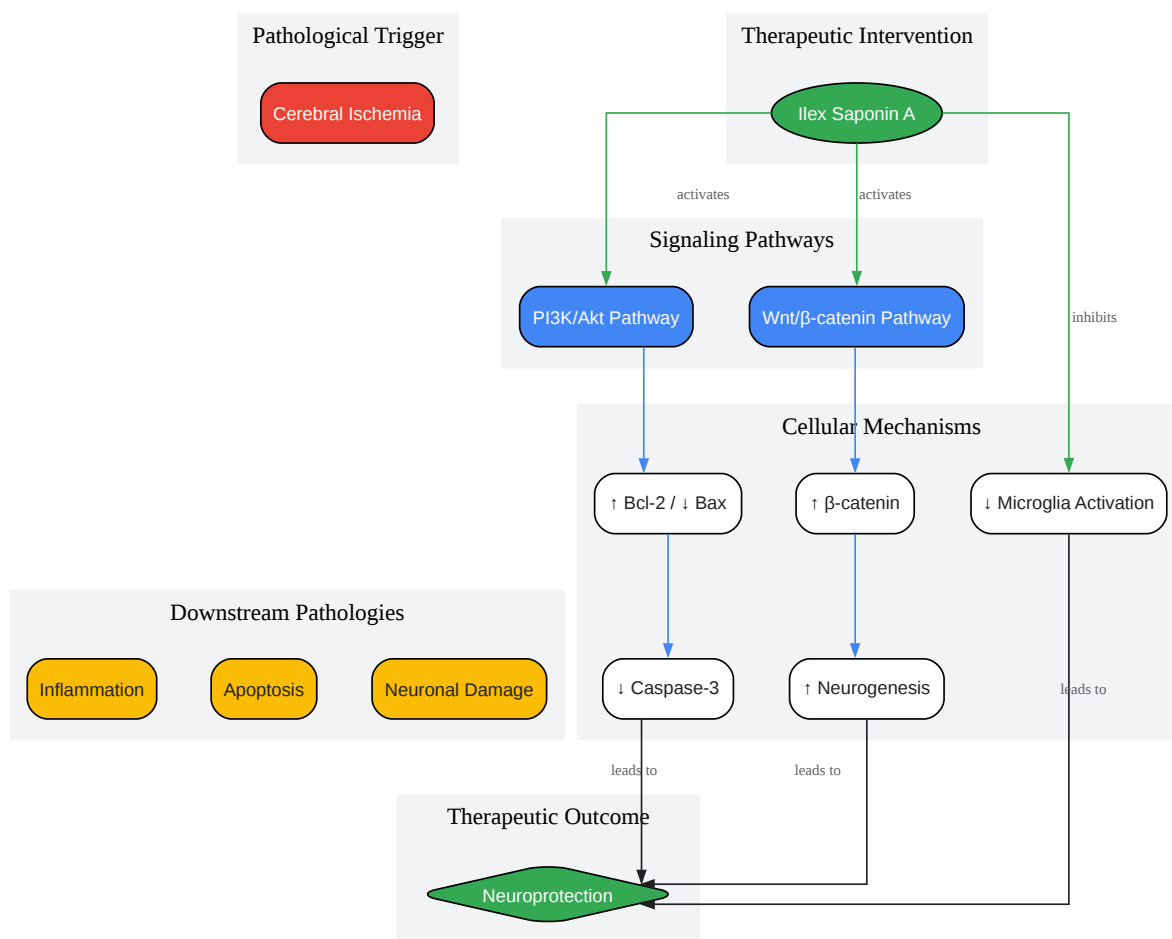 Pathological Trigger
Therapeutic Intervention
Cerebral Ischemia
Ilex Saponin A
activates
activates
Signaling Pathways
PI3K/Akt Pathway
Wnt/β-catenin Pathway
inhibits
Cellular Mechanisms
↑ Bcl-2 / ↓ Bax
↑ β-catenin
↓ Microglia Activation
Downstream Pathologies
Inflammation
Apoptosis
Neuronal Damage
↓ Caspase-3
↑ Neurogenesis
leads to
leads to
leads to
Therapeutic Outcome
Neuroprotection